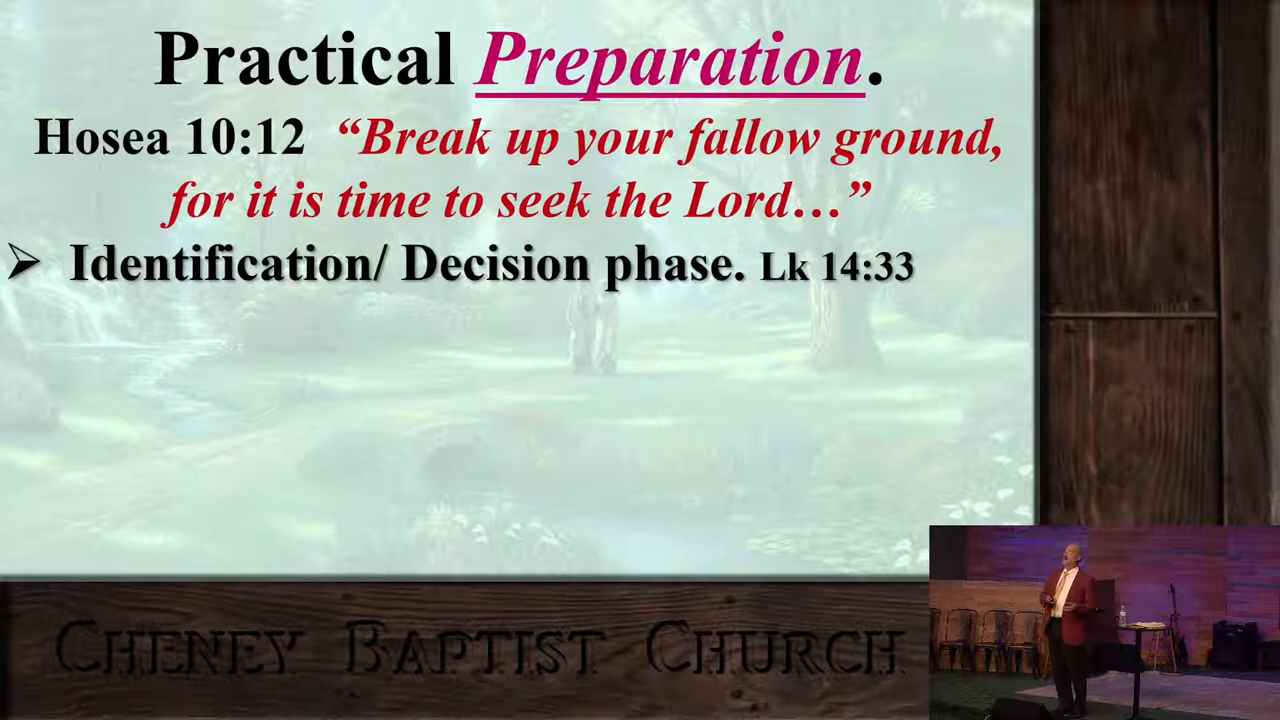 Practical Preparation.
Hosea 10:12 “Break up your fallow ground,
for it is time to seek the Lord…”
➢ Identification/ Decision phase. Lk 14:33
CHENEY BAPTIST CHURCH